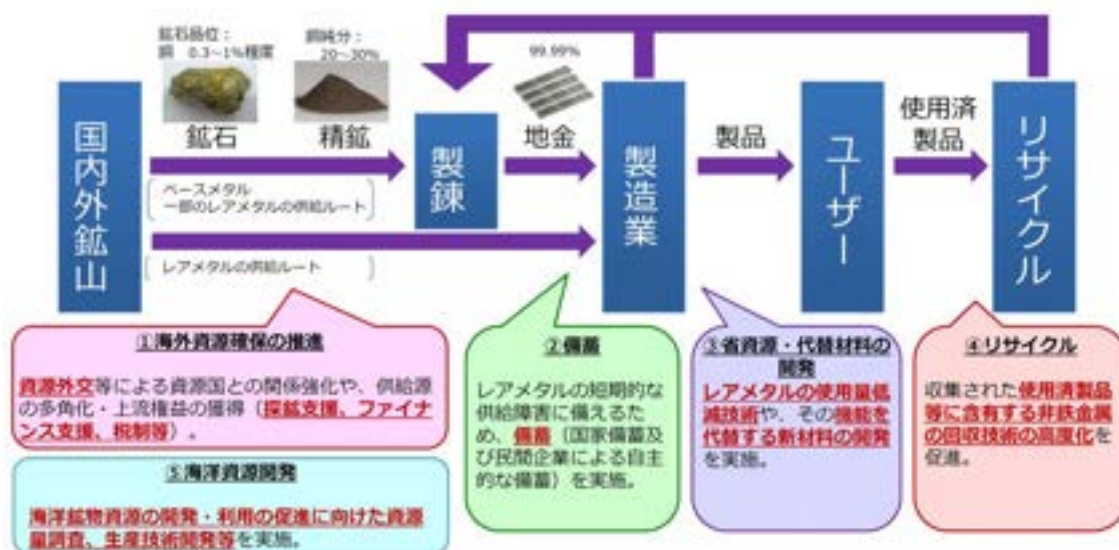 鉱石品位：
銅　0.3～1%程度
銅純分：
20～30%
99.99%
国内外鉱山
鉱石
精鉱
製錬
地金
製造業
製品
ユーザー
使用済
製品
リサイクル
ベースメタル
一部のレアメタルの供給ルート
レアメタルの供給ルート
①海外資源確保の推進
資源外交等による資源国との関係強化や、供給源
の多角化・上流権益の獲得（探鉱支援、ファイナ
ンス支援、税制等）。
⑤海洋資源開発
海洋鉱物資源の開発・利用の促進に向けた資源
量調査、生産技術開発等を実施。
②備蓄
レアメタルの短期的な
供給障害に備えるた
め、備蓄（国家備蓄及
び民間企業による自主
的な備蓄）を実施。
③省資源・代替材料の
開発
レアメタルの使用量低
減技術や、その機能を
代替する新材料の開発
を実施。
④リサイクル
収集された使用済製品
等に含有する非鉄金属
の回収技術の高度化を
促進。